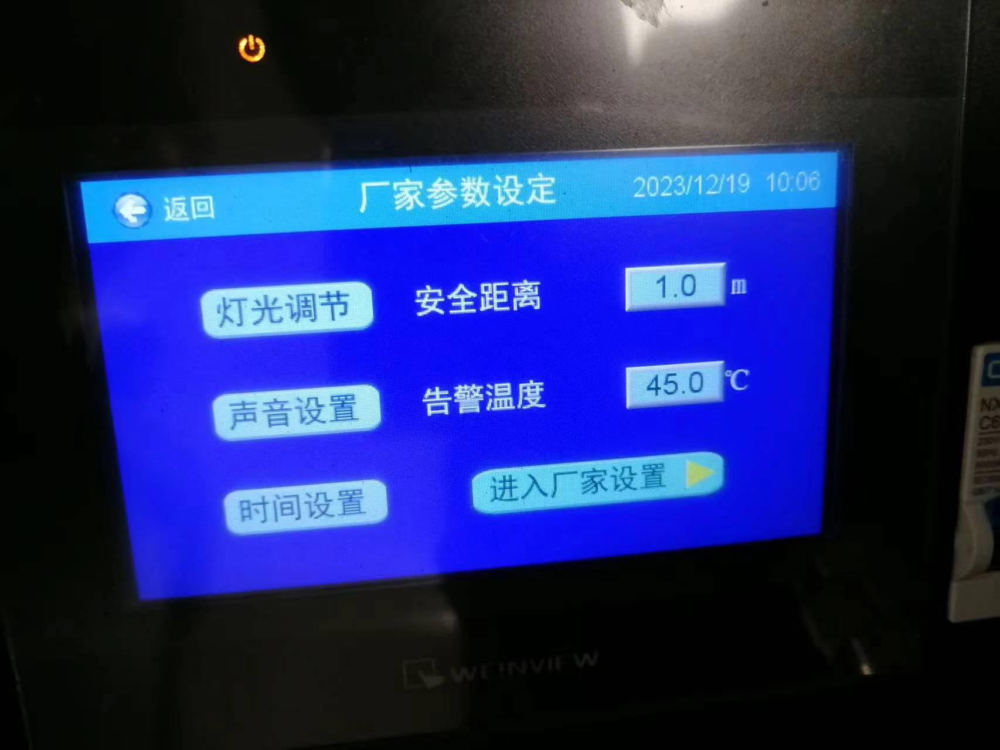 返回 厂家参数设定 2023/12/19 10:06
灯光调节 安全距离 1.0 m
声音设置 告警温度 45.0 ℃
时间设置 进入厂家设置
WEINVIEW